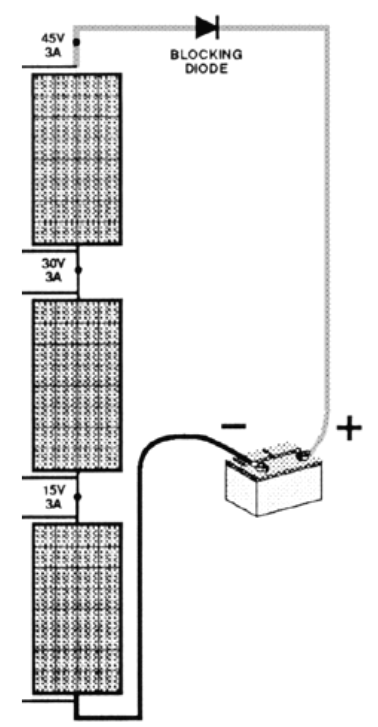 45V
3A
BLOCKING
DIODE
30V
3A
− +
15V
3A